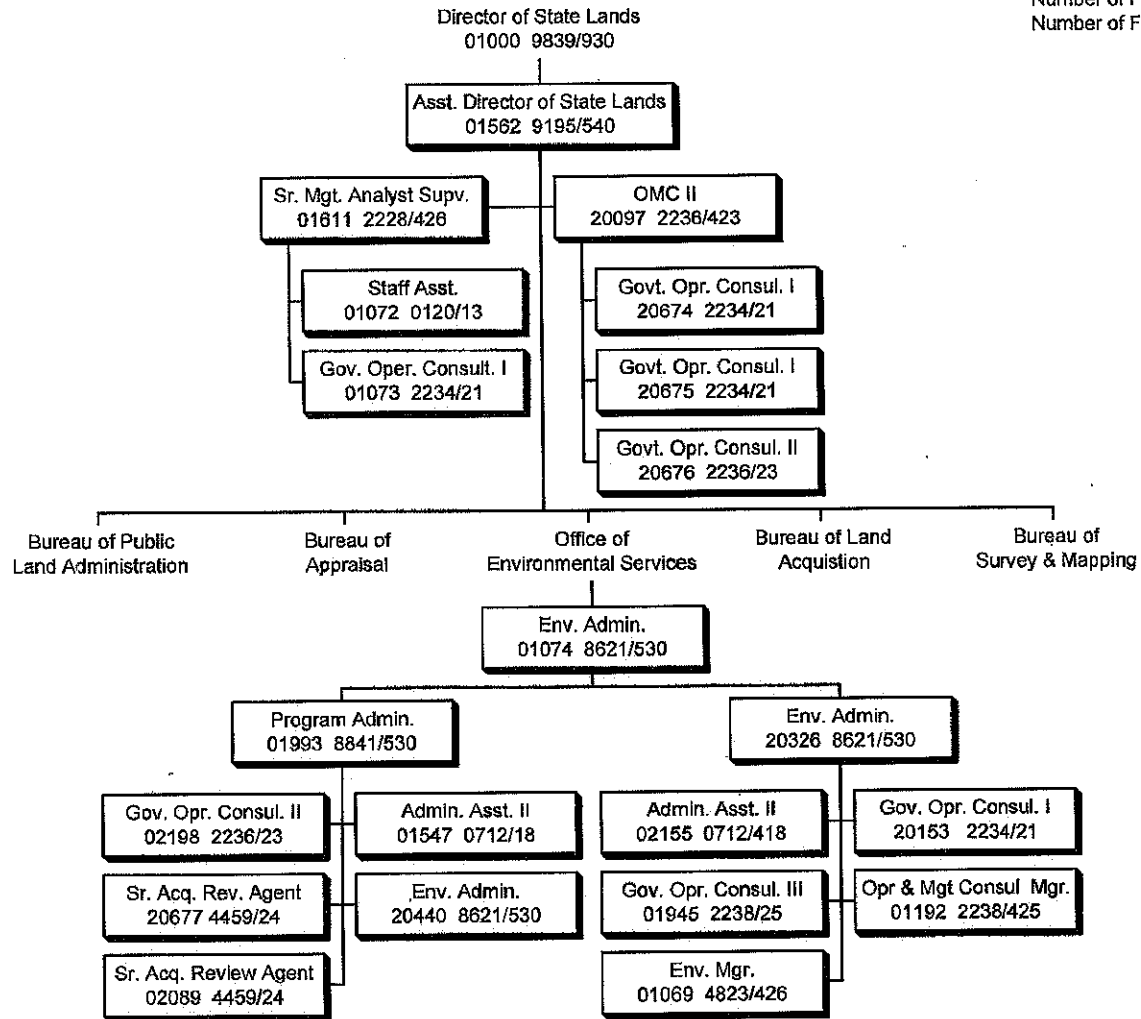 Number of F
Number of F
Director of State Lands
01000 9839/930
Asst. Director of State Lands
01562 9195/540
Sr. Mgt. Analyst Supv.
01611 2228/426
OMC II
20097 2236/423
Staff Asst.
01072 0120/13
Govt. Opr. Consul. I
20674 2234/21
Gov. Oper. Consult. I
01073 2234/21
Govt. Opr. Consul. I
20675 2234/21
Govt. Opr. Consul. II
20676 2236/23
Bureau of Public
Land Administration
Bureau of
Appraisal
Office of
Environmental Services
Bureau of Land
Acquistion
Bureau of
Survey & Mapping
Env. Admin.
01074 8621/530
Program Admin.
01993 8841/530
Env. Admin.
20326 8621/530
Gov. Opr. Consul. II
02198 2236/23
Admin. Asst. II
01547 0712/18
Admin. Asst. II
02155 0712/418
Gov. Opr. Consul. I
20153 2234/21
Sr. Acq. Rev. Agent
20677 4459/24
Env. Admin.
20440 8621/530
Gov. Opr. Consul. III
01945 2238/25
Opr & Mgt Consul Mgr.
01192 2238/425
Sr. Acq. Review Agent
02089 4459/24
Env. Mgr.
01069 4823/426